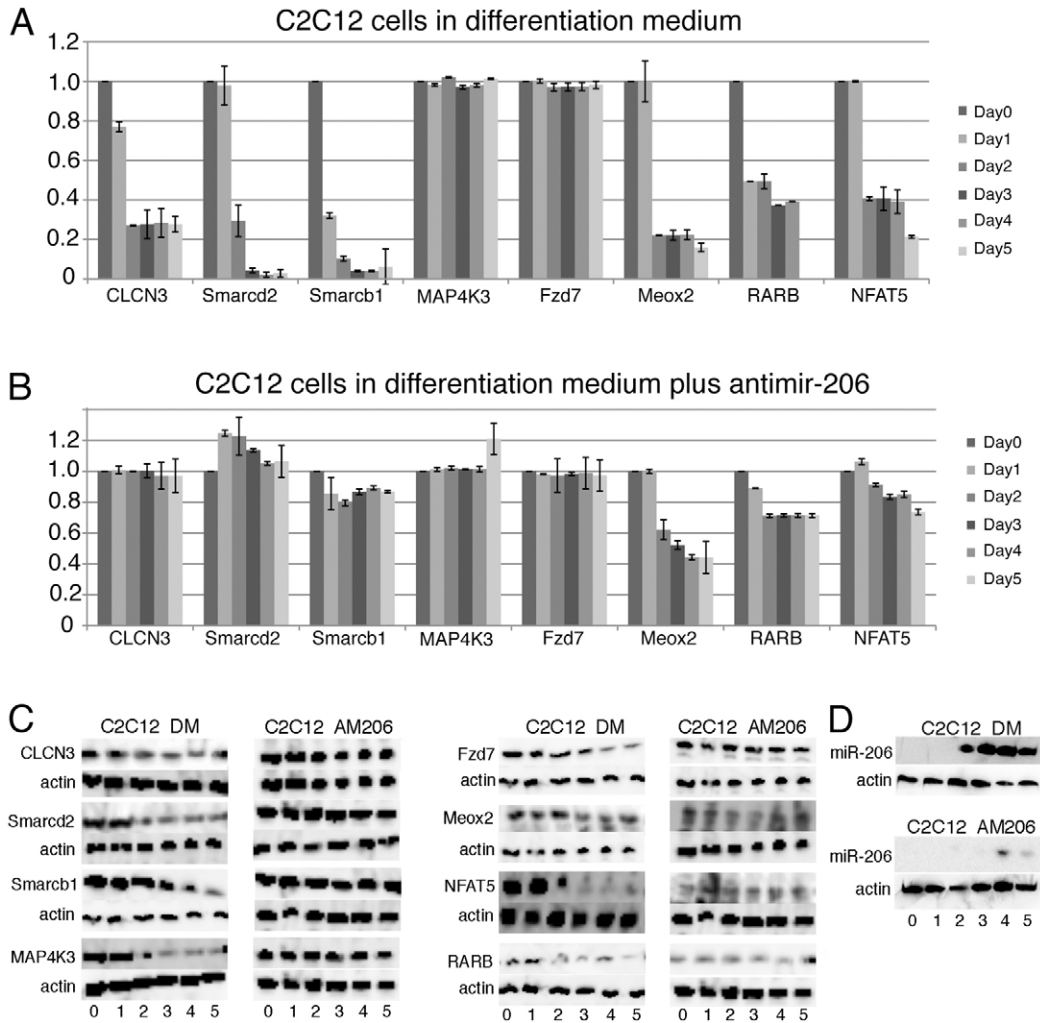 A
C2C12 cells in differentiation medium
1.2
1.0
0.8
0.6
0.4
0.2
0
CLCN3 Smarcd2 Smarcb1 MAP4K3 Fzd7 Meox2 RARB NFAT5
Day0
Day1
Day2
Day3
Day4
Day5
B
C2C12 cells in differentiation medium plus antimir-206
1.2
1.0
0.8
0.6
0.4
0.2
0
CLCN3 Smarcd2 Smarcb1 MAP4K3 Fzd7 Meox2 RARB NFAT5
Day0
Day1
Day2
Day3
Day4
Day5
C
C2C12 DM C2C12 AM206
CLCN3
actin
Smarcd2
actin
Smarcb1
actin
MAP4K3
actin
0 1 2 3 4 5 0 1 2 3 4 5
C2C12 DM C2C12 AM206
Fzd7
actin
Meox2
actin
NFAT5
actin
RARB
actin
0 1 2 3 4 5 0 1 2 3 4 5
D
C2C12 DM
miR-206
actin
C2C12 AM206
miR-206
actin
0 1 2 3 4 5